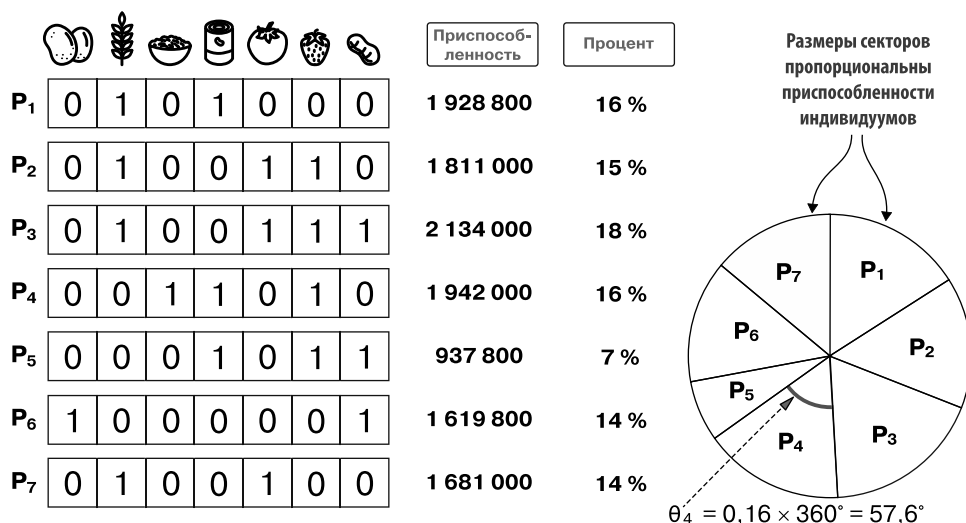 Приспособ-
ленность
Процент
Размеры секторов
пропорциональны
приспособленности
индивидуумов
P₁ 0 1 0 1 0 0 0 1 928 800 16 %
P₂ 0 1 0 0 1 1 0 1 811 000 15 %
P₃ 0 1 0 0 1 1 1 2 134 000 18 %
P₄ 0 0 1 1 0 1 0 1 942 000 16 %
P₅ 0 0 0 1 0 1 1 937 800 7 %
P₆ 1 0 0 0 0 0 1 1 619 800 14 %
P₇ 0 1 0 0 1 0 0 1 681 000 14 %
P₇ P₁
P₆ P₂
P₅
P₄ P₃
θ₄ = 0,16 × 360° = 57,6°